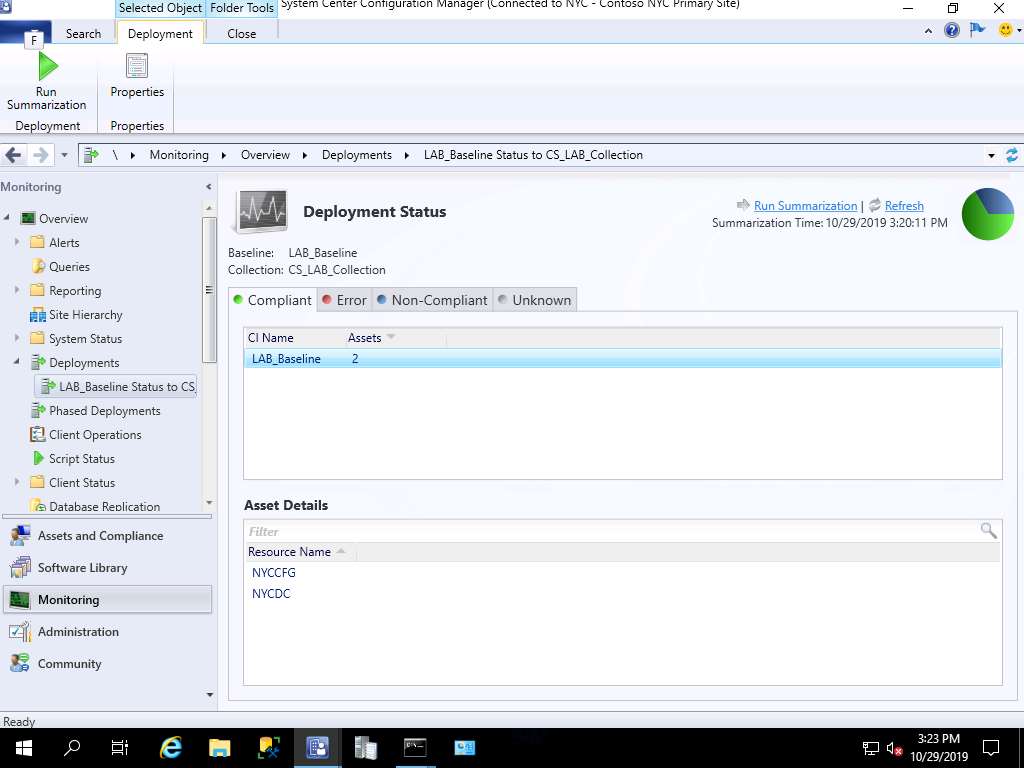 System Center Configuration Manager (Connected to NYC - Contoso NYC Primary Site)
Selected Object Folder Tools
F Search Deployment Close
Run Summarization
Properties
Deployment Properties
\ Monitoring Overview Deployments LAB_Baseline Status to CS_LAB_Collection
Monitoring
Overview
Alerts
Queries
Reporting
Site Hierarchy
System Status
Deployments
LAB_Baseline Status to CS_
Phased Deployments
Client Operations
Script Status
Client Status
Database Replication
Assets and Compliance
Software Library
Monitoring
Administration
Community
Deployment Status
Run Summarization | Refresh
Summarization Time: 10/29/2019 3:20:11 PM
Baseline: LAB_Baseline
Collection: CS_LAB_Collection
Compliant Error Non-Compliant Unknown
CI Name Assets
LAB_Baseline 2
Asset Details
Filter
Resource Name
NYCCFG
NYCDC
Ready
3:23 PM
10/29/2019